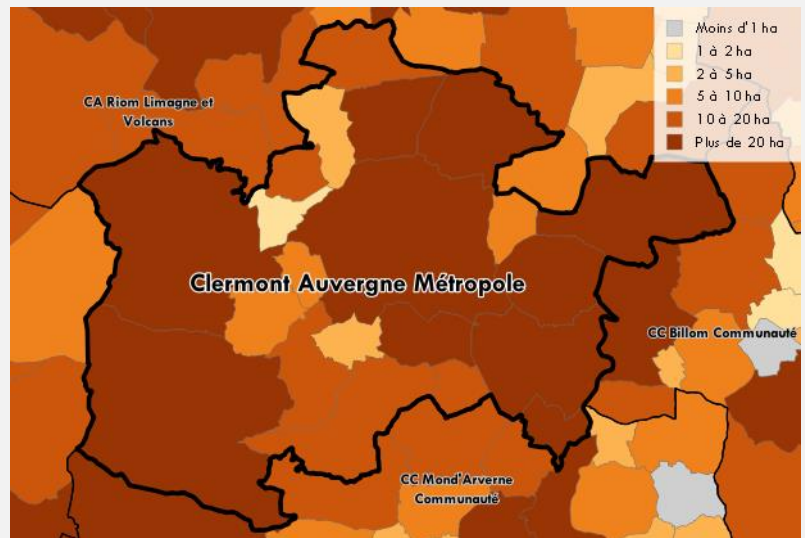 Moins d'1 ha
1 à 2 ha
2 à 5 ha
5 à 10 ha
10 à 20 ha
Plus de 20 ha
CA Riom Limagne et
Volcans
Clermont Auvergne Métropole
CC Billom Communauté
CC Mond'Arverne
Communauté